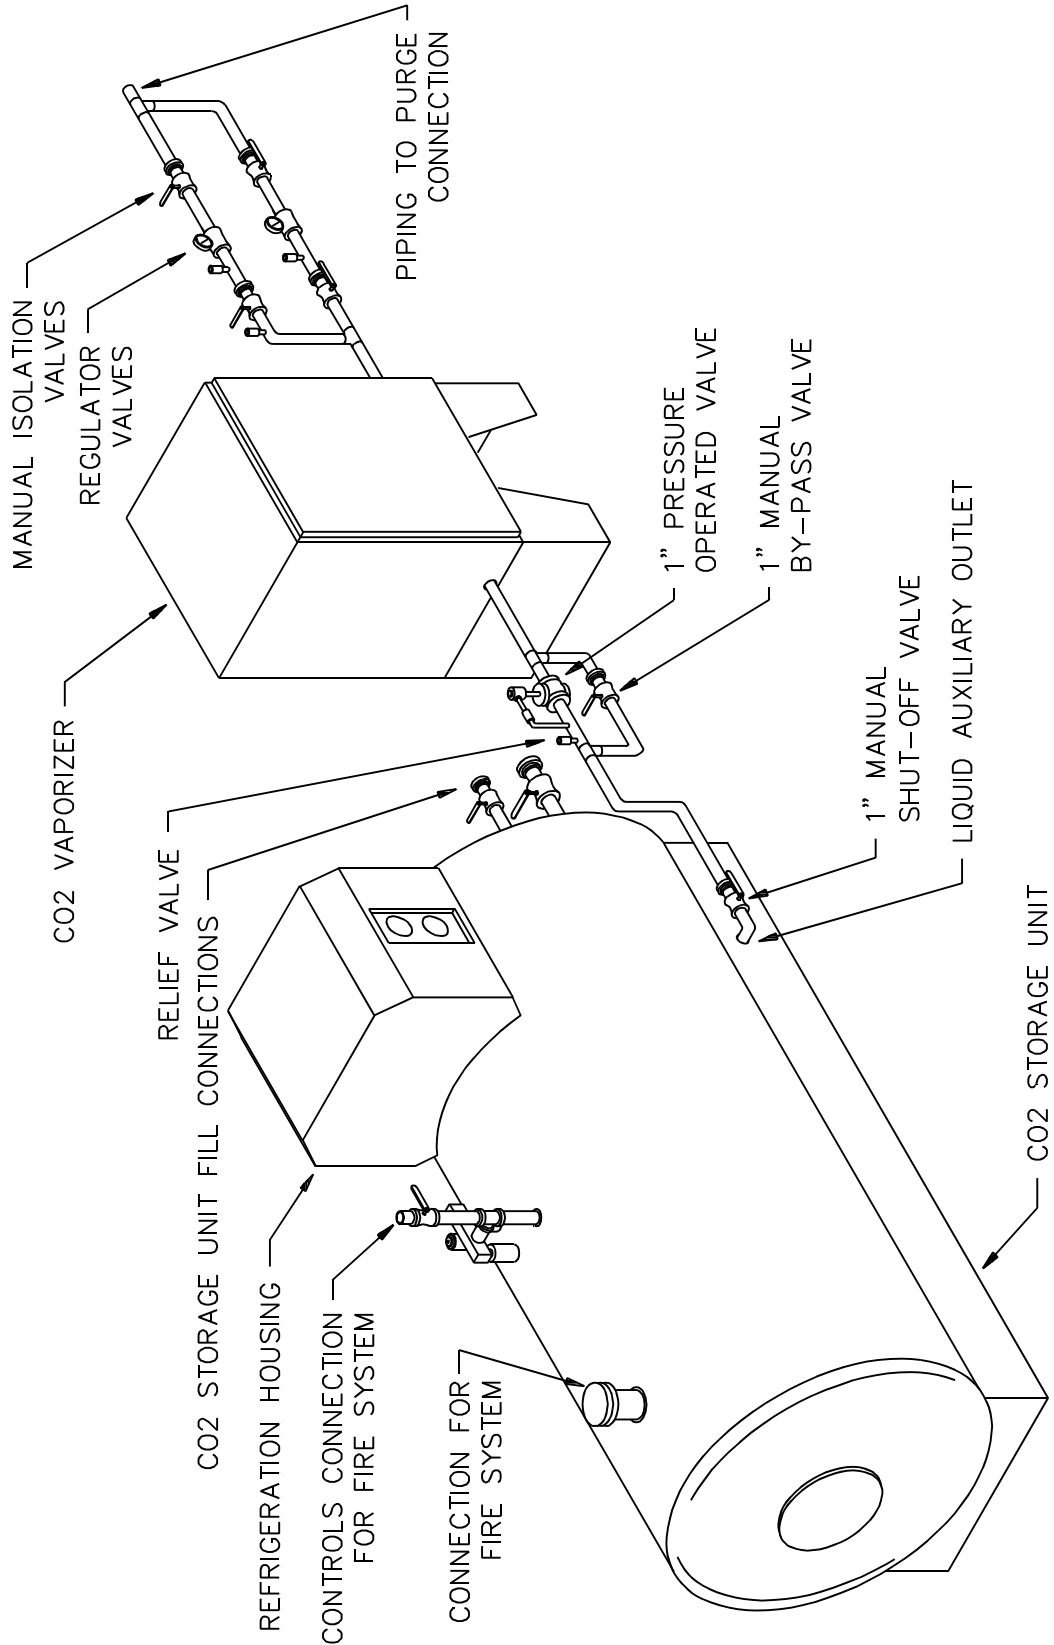 MANUAL ISOLATION
VALVES
REGULATOR
VALVES
CO2 VAPORIZER
RELIEF VALVE
CO2 STORAGE UNIT FILL CONNECTIONS
REFRIGERATION HOUSING
CONTROLS CONNECTION
FOR FIRE SYSTEM
CONNECTION FOR
FIRE SYSTEM
PIPING TO PURGE
CONNECTION
1" PRESSURE
OPERATED VALVE
1" MANUAL
BY-PASS VALVE
1" MANUAL
SHUT-OFF VALVE
LIQUID AUXILIARY OUTLET
CO2 STORAGE UNIT